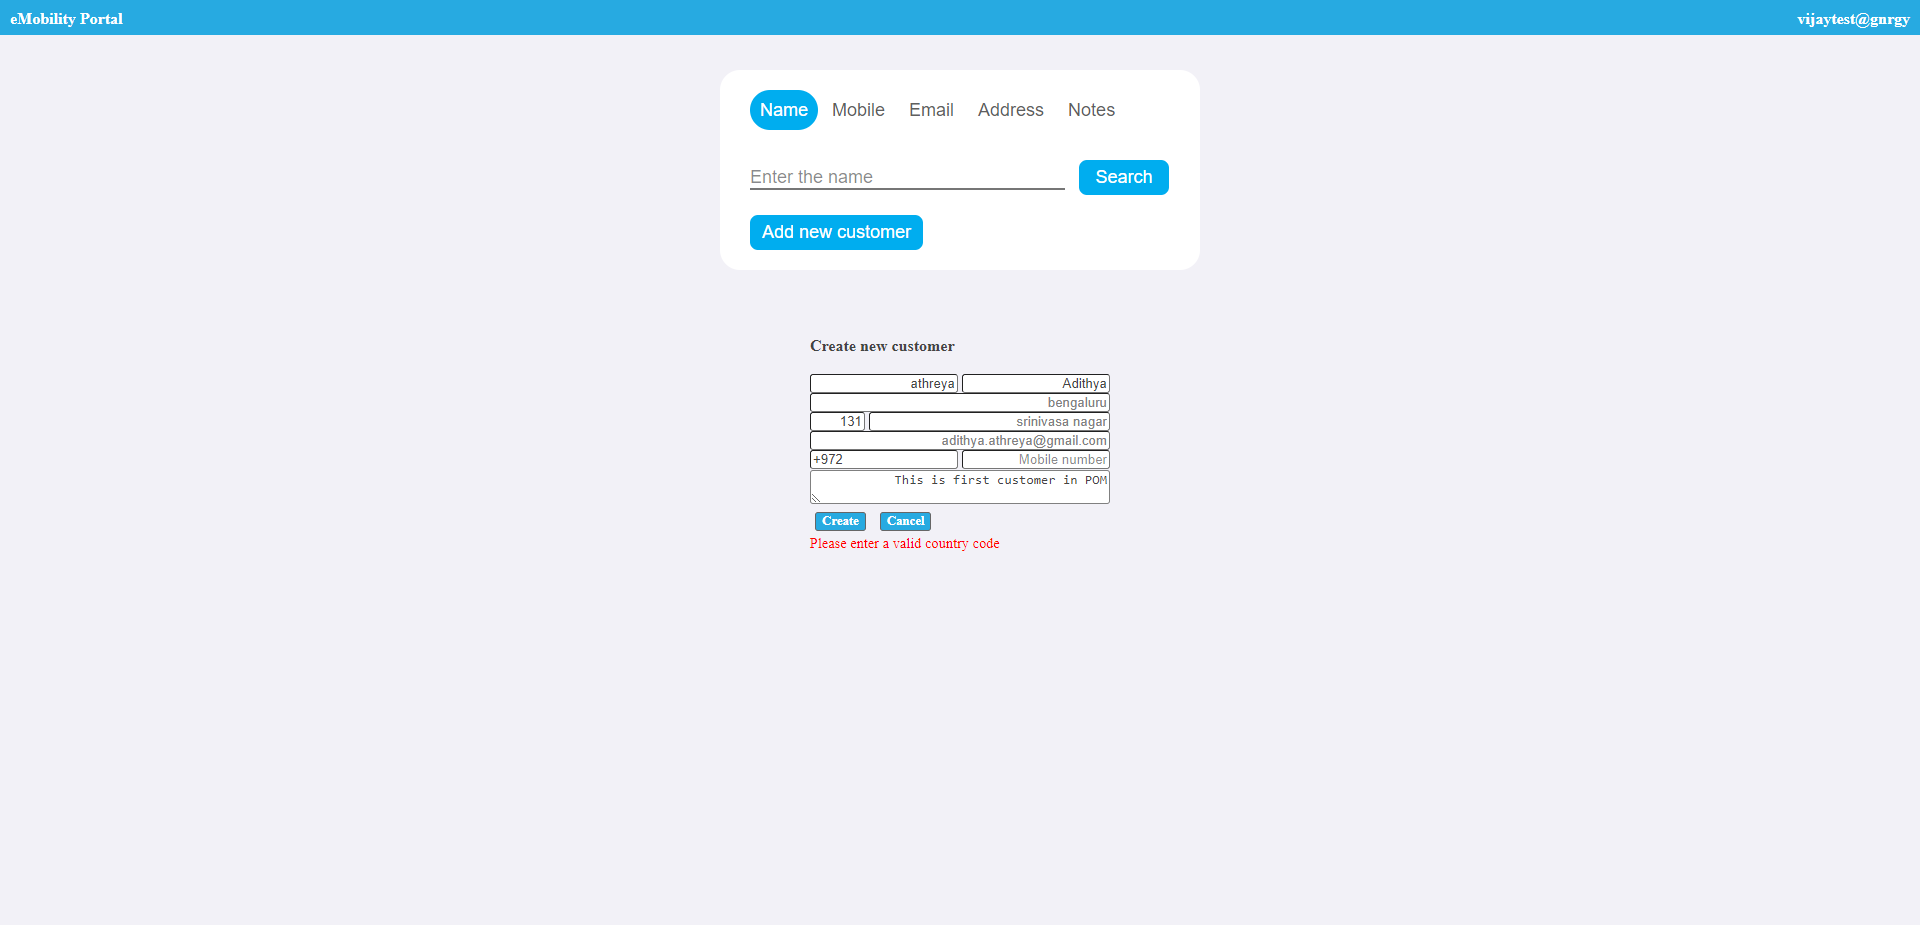 eMobility Portal vijaytest@gnrgy
Name Mobile Email Address Notes
Enter the name Search
Add new customer
Create new customer
athreya Adithya
bengaluru
131 srinivasa nagar
adithya.athreya@gmail.com
+972 Mobile number
This is first customer in POM
Create Cancel
Please enter a valid country code